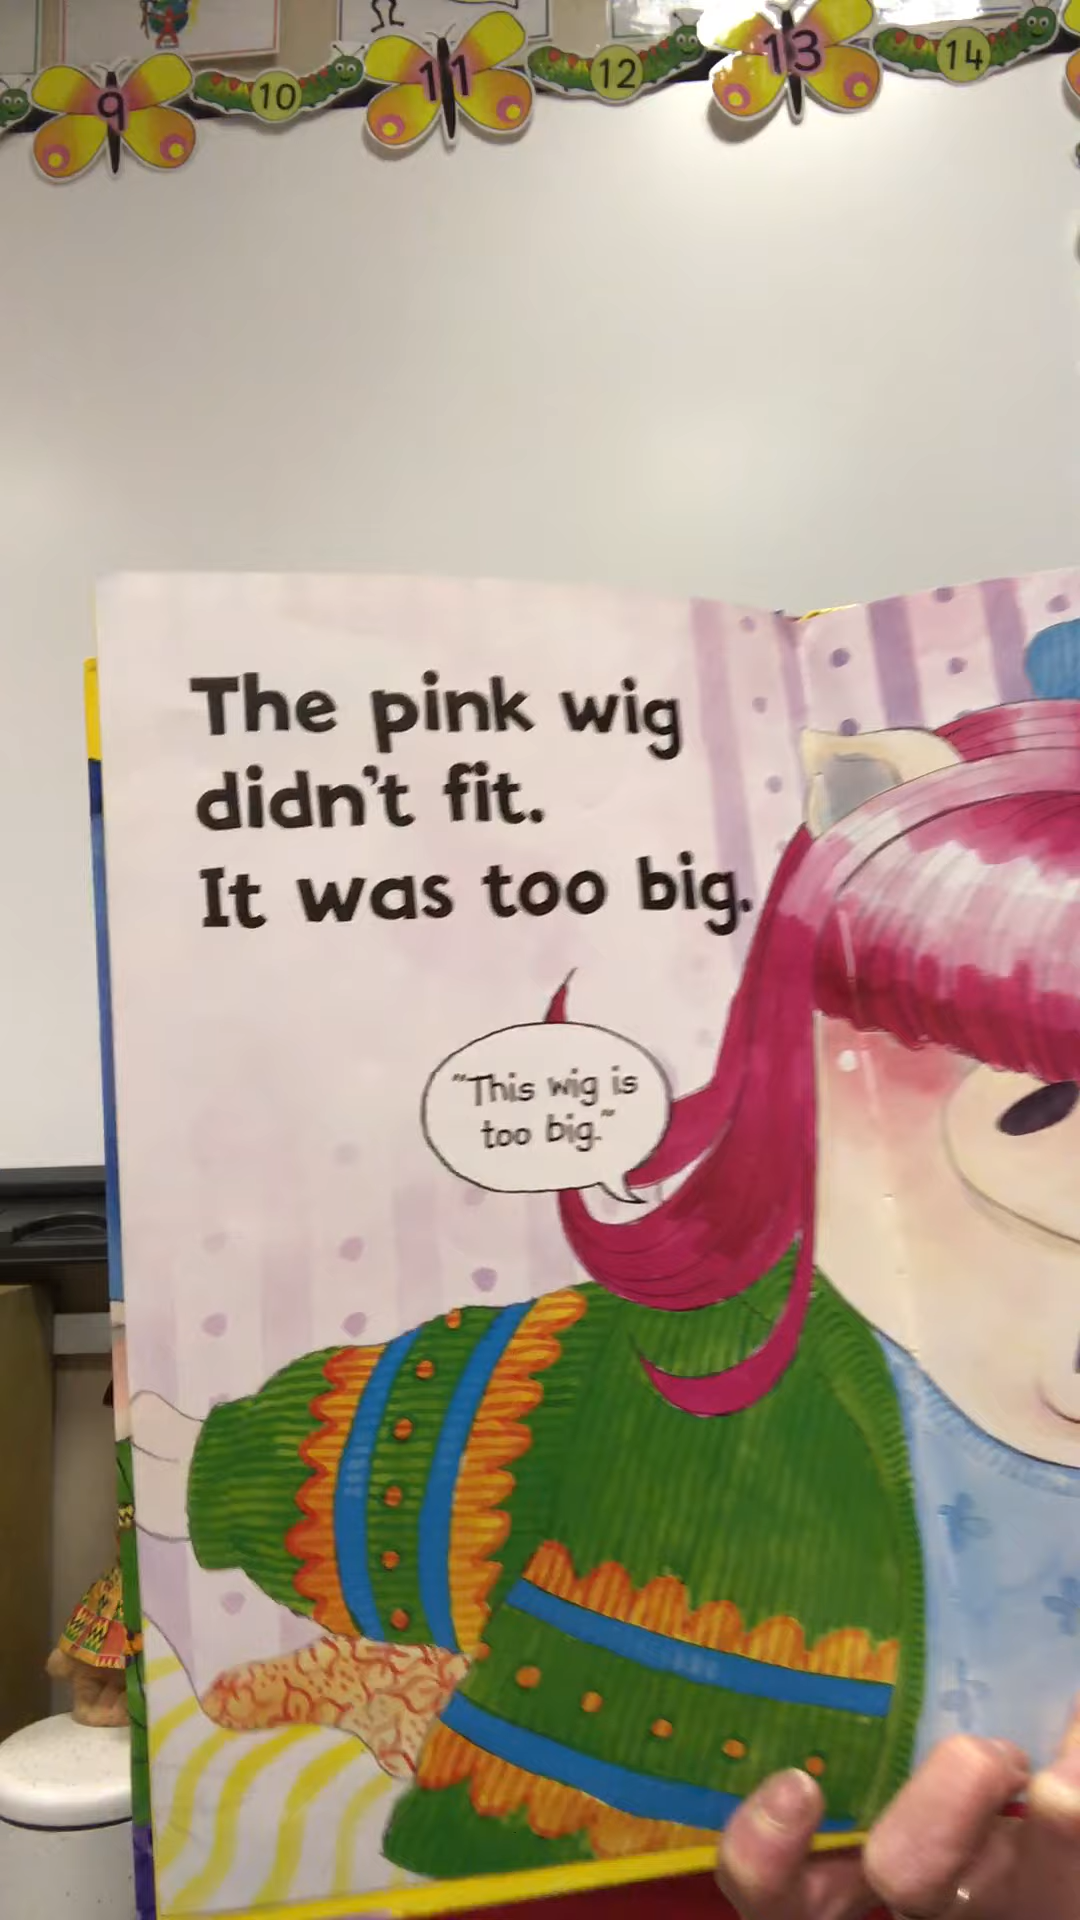 9 10 11 12 13 14
The pink wig
didn't fit.
It was too big.
"This wig is
too big."